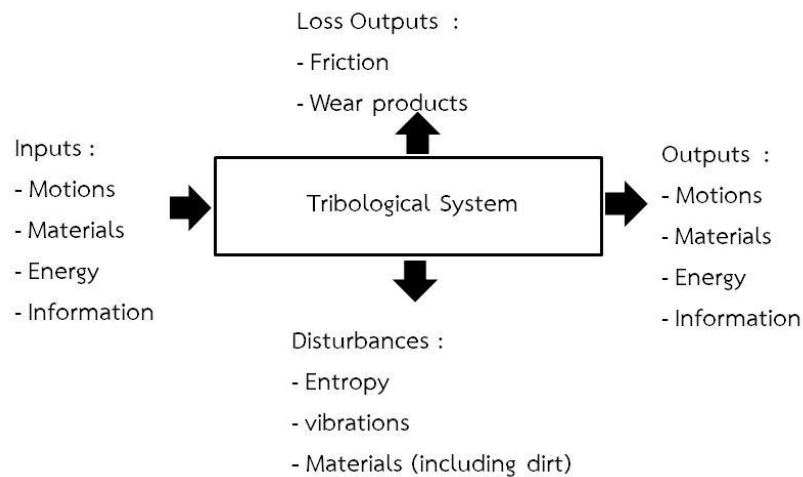 Loss Outputs :
- Friction
- Wear products
Inputs :
- Motions
- Materials
- Energy
- Information
Tribological System
Outputs :
- Motions
- Materials
- Energy
- Information
Disturbances :
- Entropy
- vibrations
- Materials (including dirt)